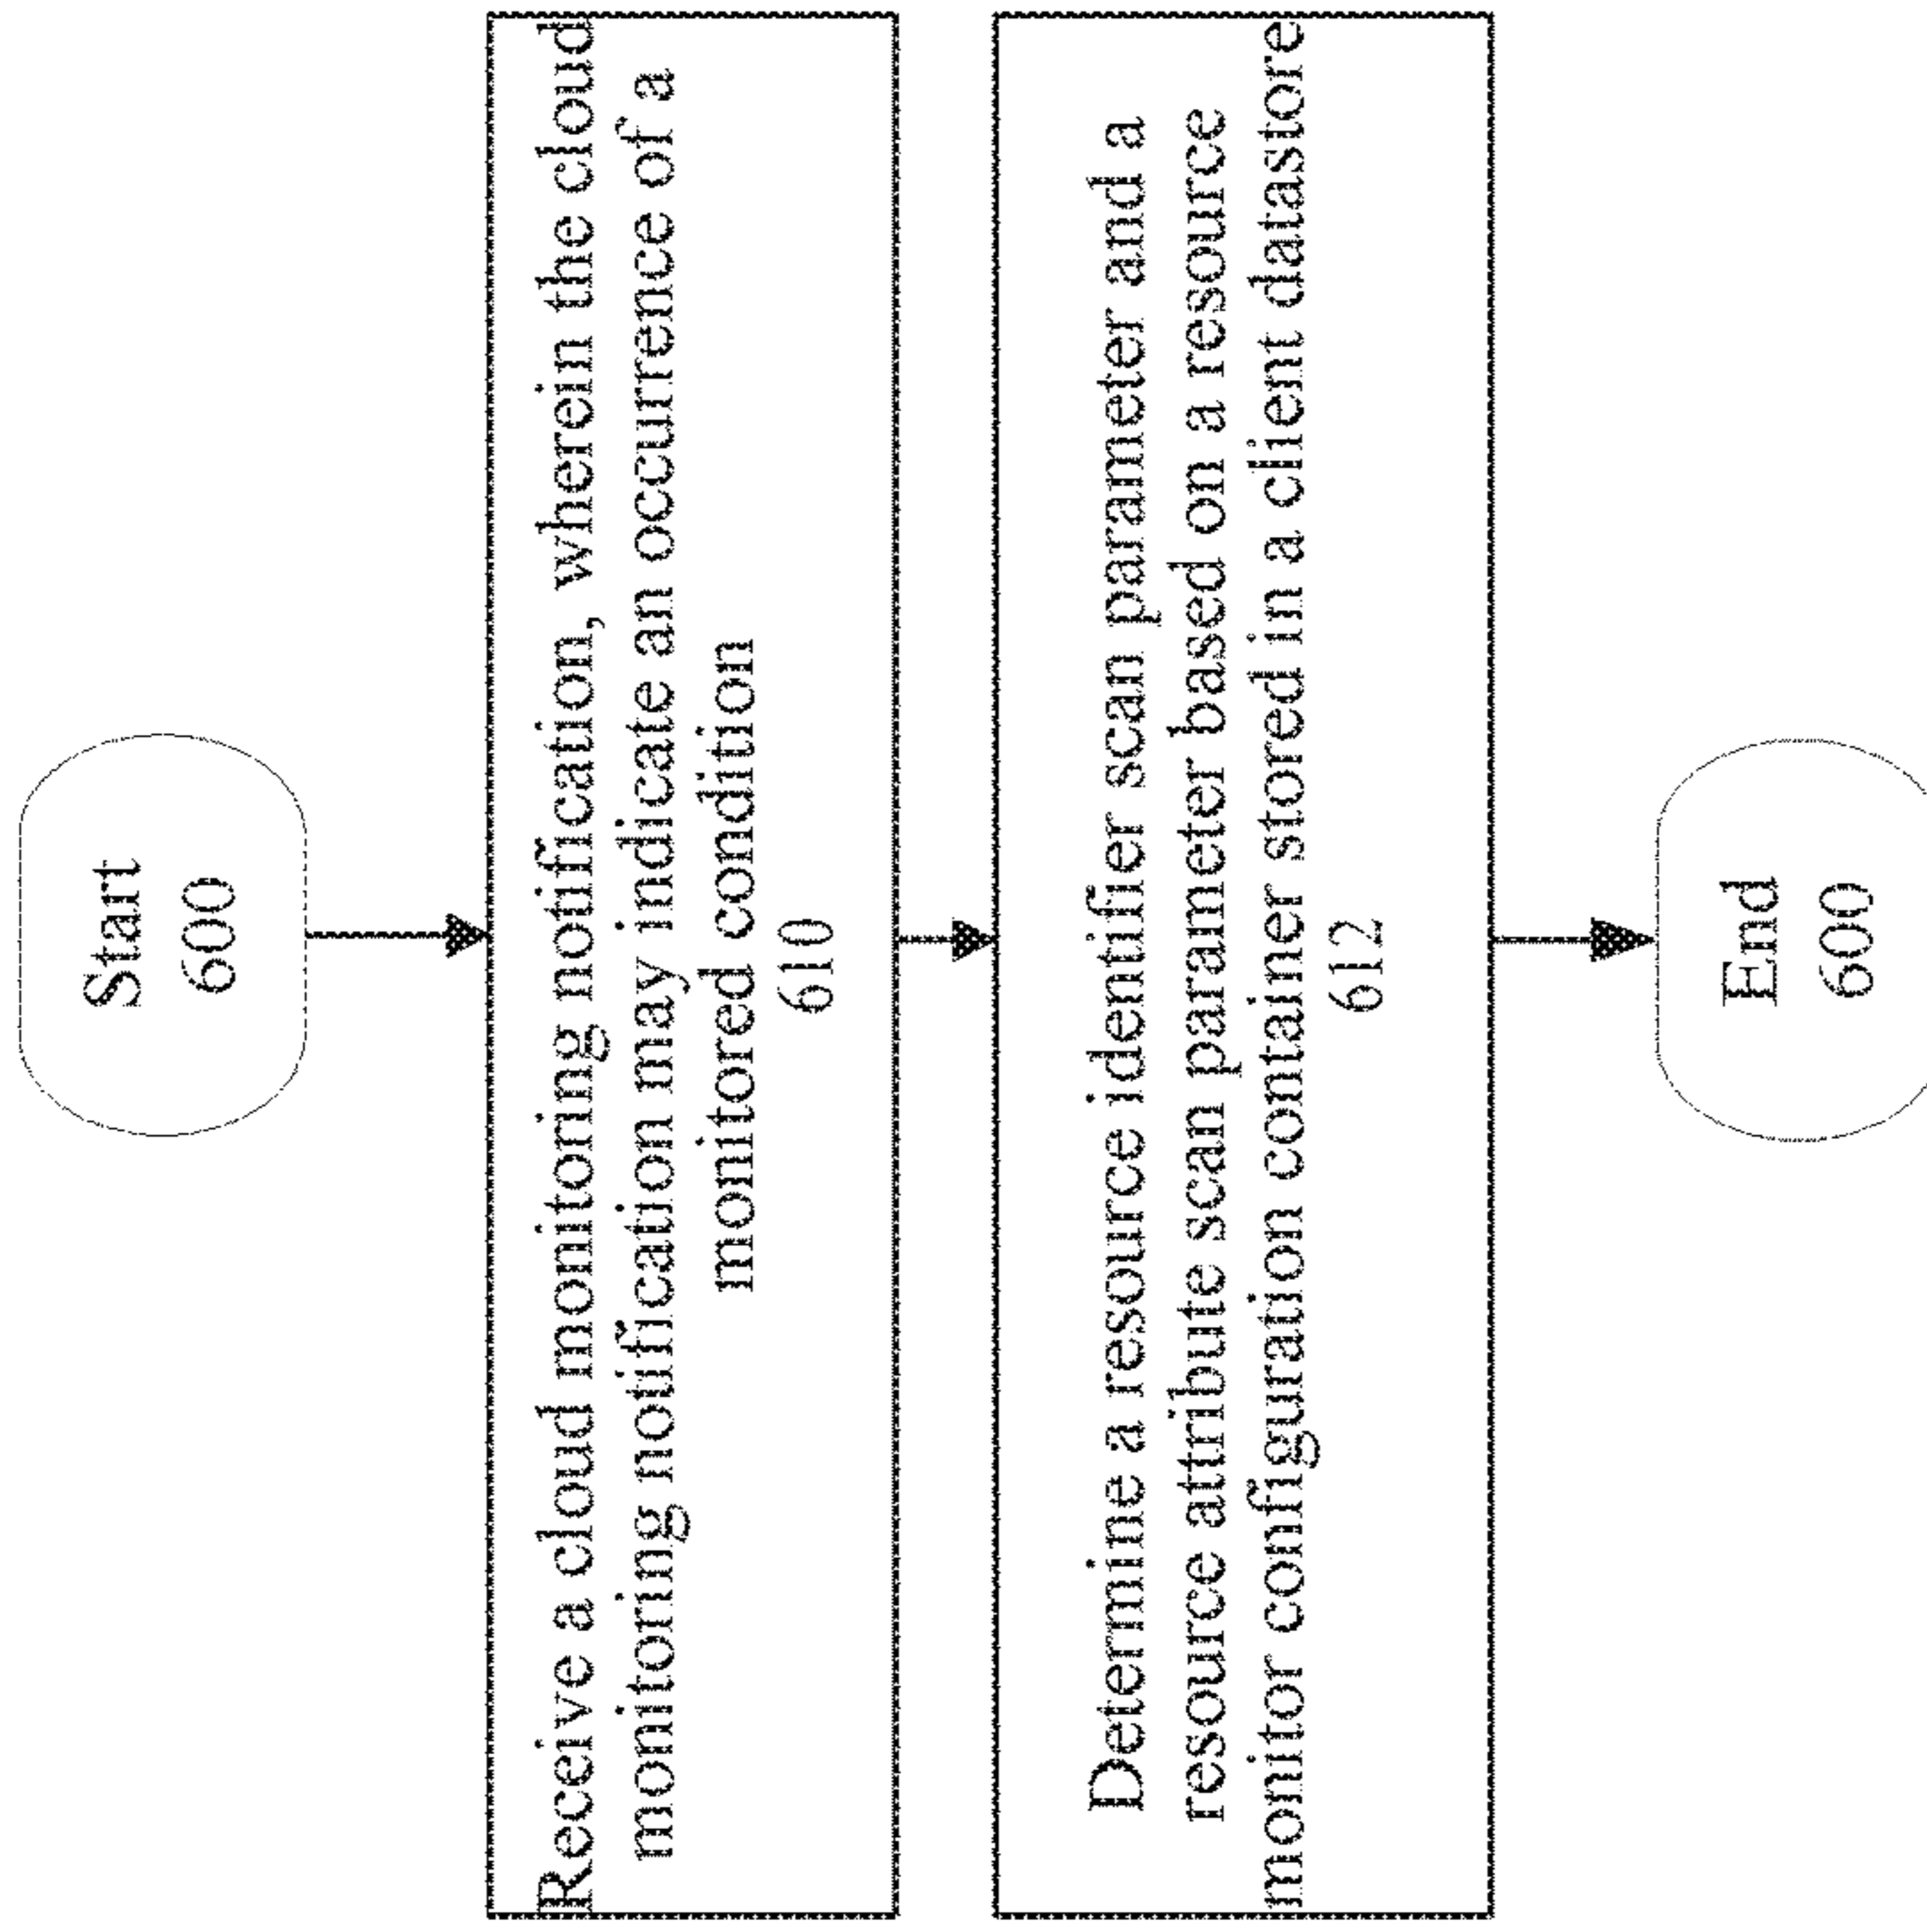 Start
600
Receive a cloud monitoring notification, wherein the cloud
monitoring notification may indicate an occurrence of a
monitored condition
610
Determine a resource identifier scan parameter and a
resource attribute scan parameter based on a resource
monitor configuration container stored in a client datastore
612
End
600